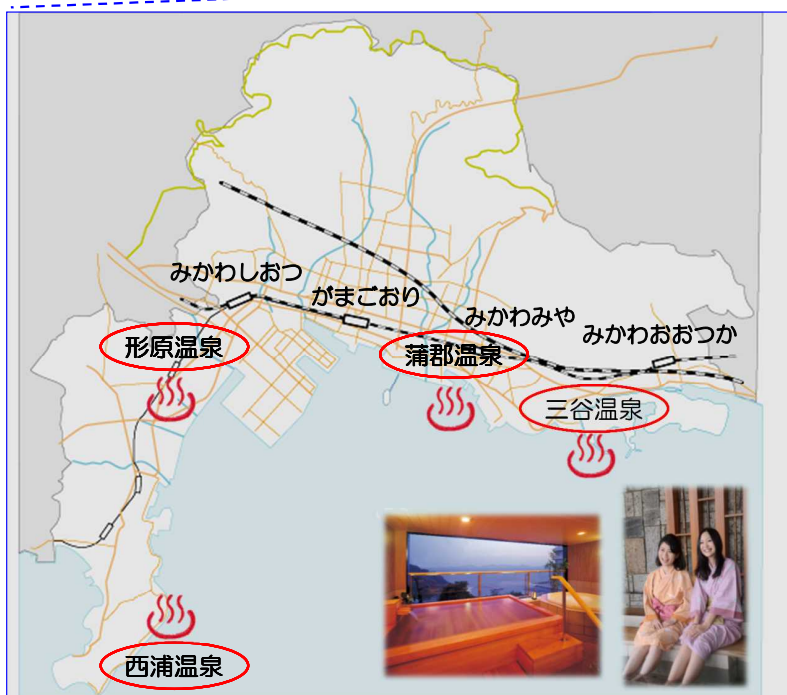 みかわしおつ
がまごおり
みかわみや
みかわおおつか
形原温泉
蒲郡温泉
三谷温泉
西浦温泉